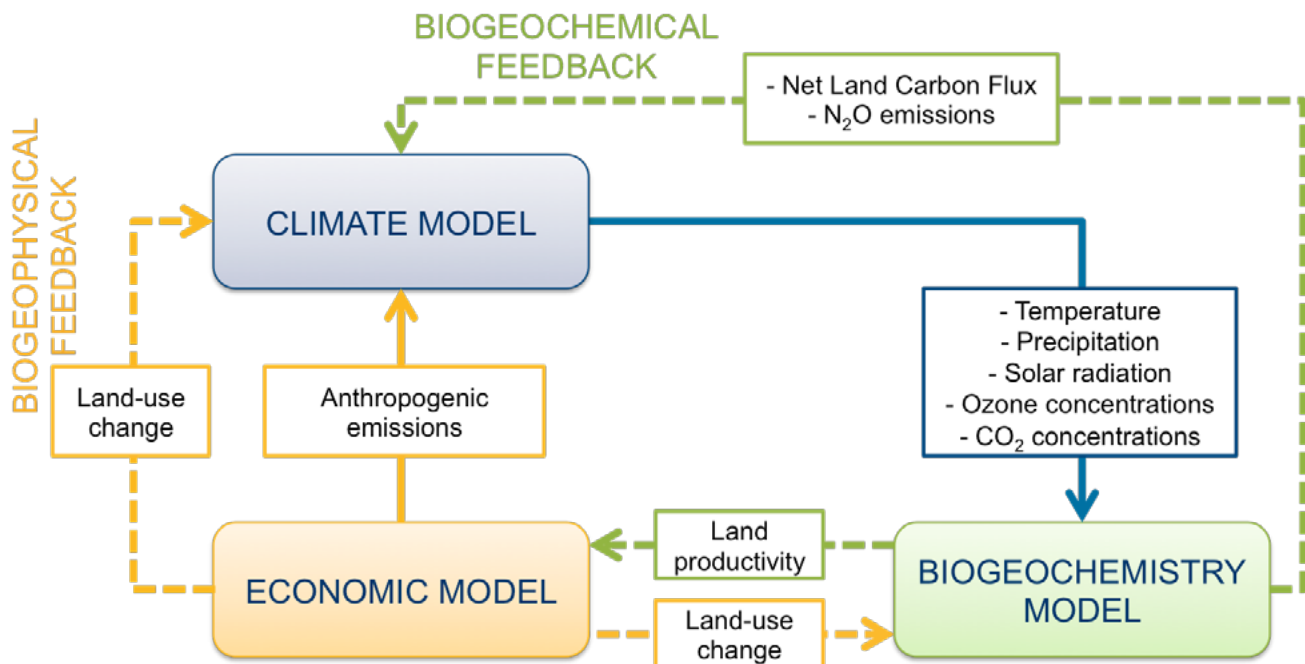 BIOGEOCHEMICAL
FEEDBACK
- Net Land Carbon Flux
- N₂O emissions
BIOGEOPHYSICAL
FEEDBACK
CLIMATE MODEL
- Temperature
- Precipitation
- Solar radiation
- Ozone concentrations
- CO₂ concentrations
Land-use
change
Anthropogenic
emissions
Land
productivity
ECONOMIC MODEL
BIOGEOCHEMISTRY
MODEL
Land-use
change